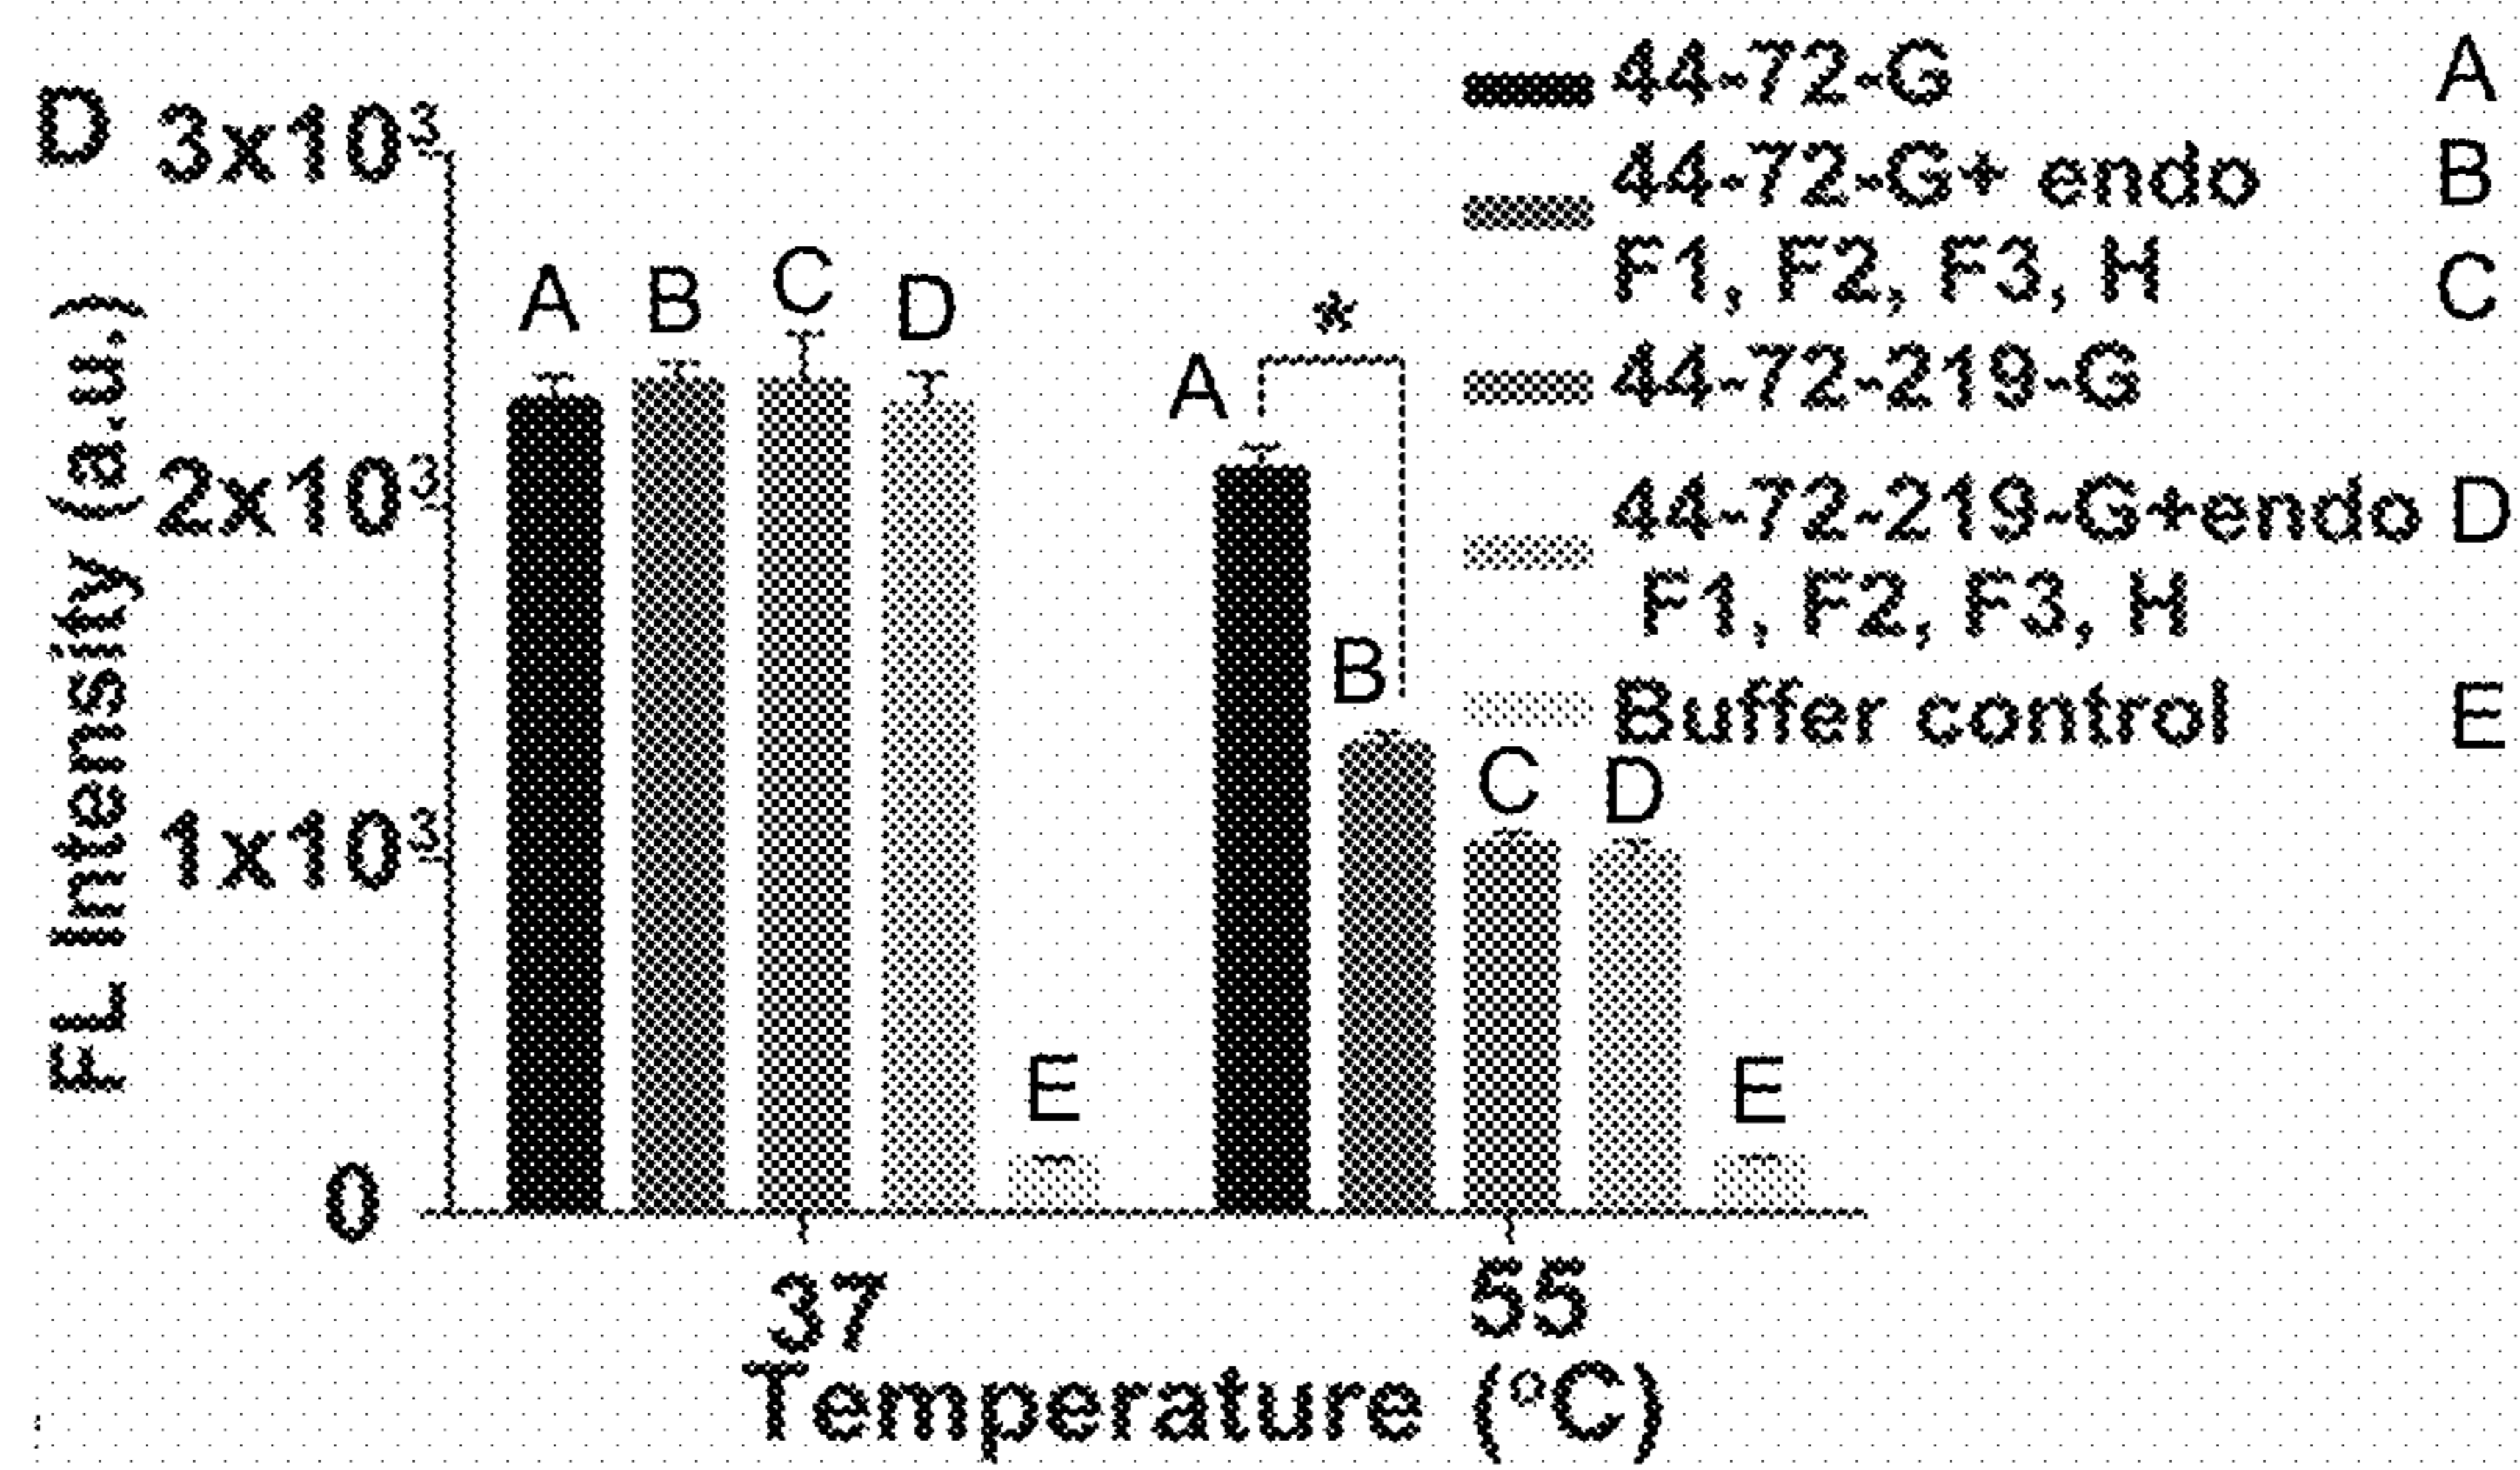 D
3x10³
2x10³
1x10³
0
FL Intensity (a.u.)
A B C D E
*
A B C D E
37
55
Temperature (°C)
44-72-G A
44-72-G+ endo B
F1, F2, F3, H C
44-72-219-G
44-72-219-G+endo D
F1, F2, F3, H
Buffer control E